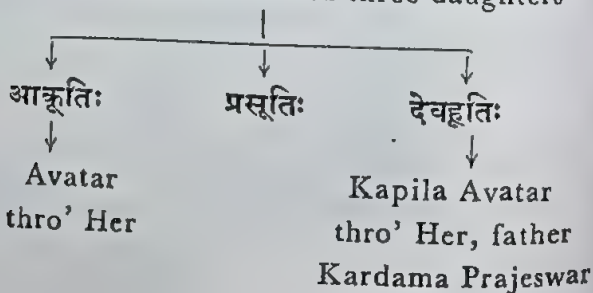 three daughters
आकूतिः प्रसूतिः देवहूतिः
Avatar
thro' Her
Kapila Avatar
thro' Her, father
Kardama Prajeswar